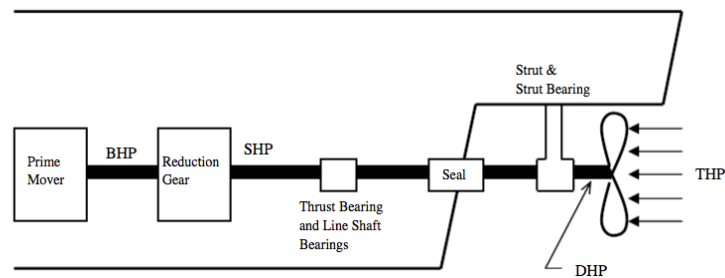 Strut &
Strut Bearing
Prime
Mover
BHP
Reduction
Gear
SHP
Thrust Bearing
and Line Shaft
Bearings
Seal
THP
DHP